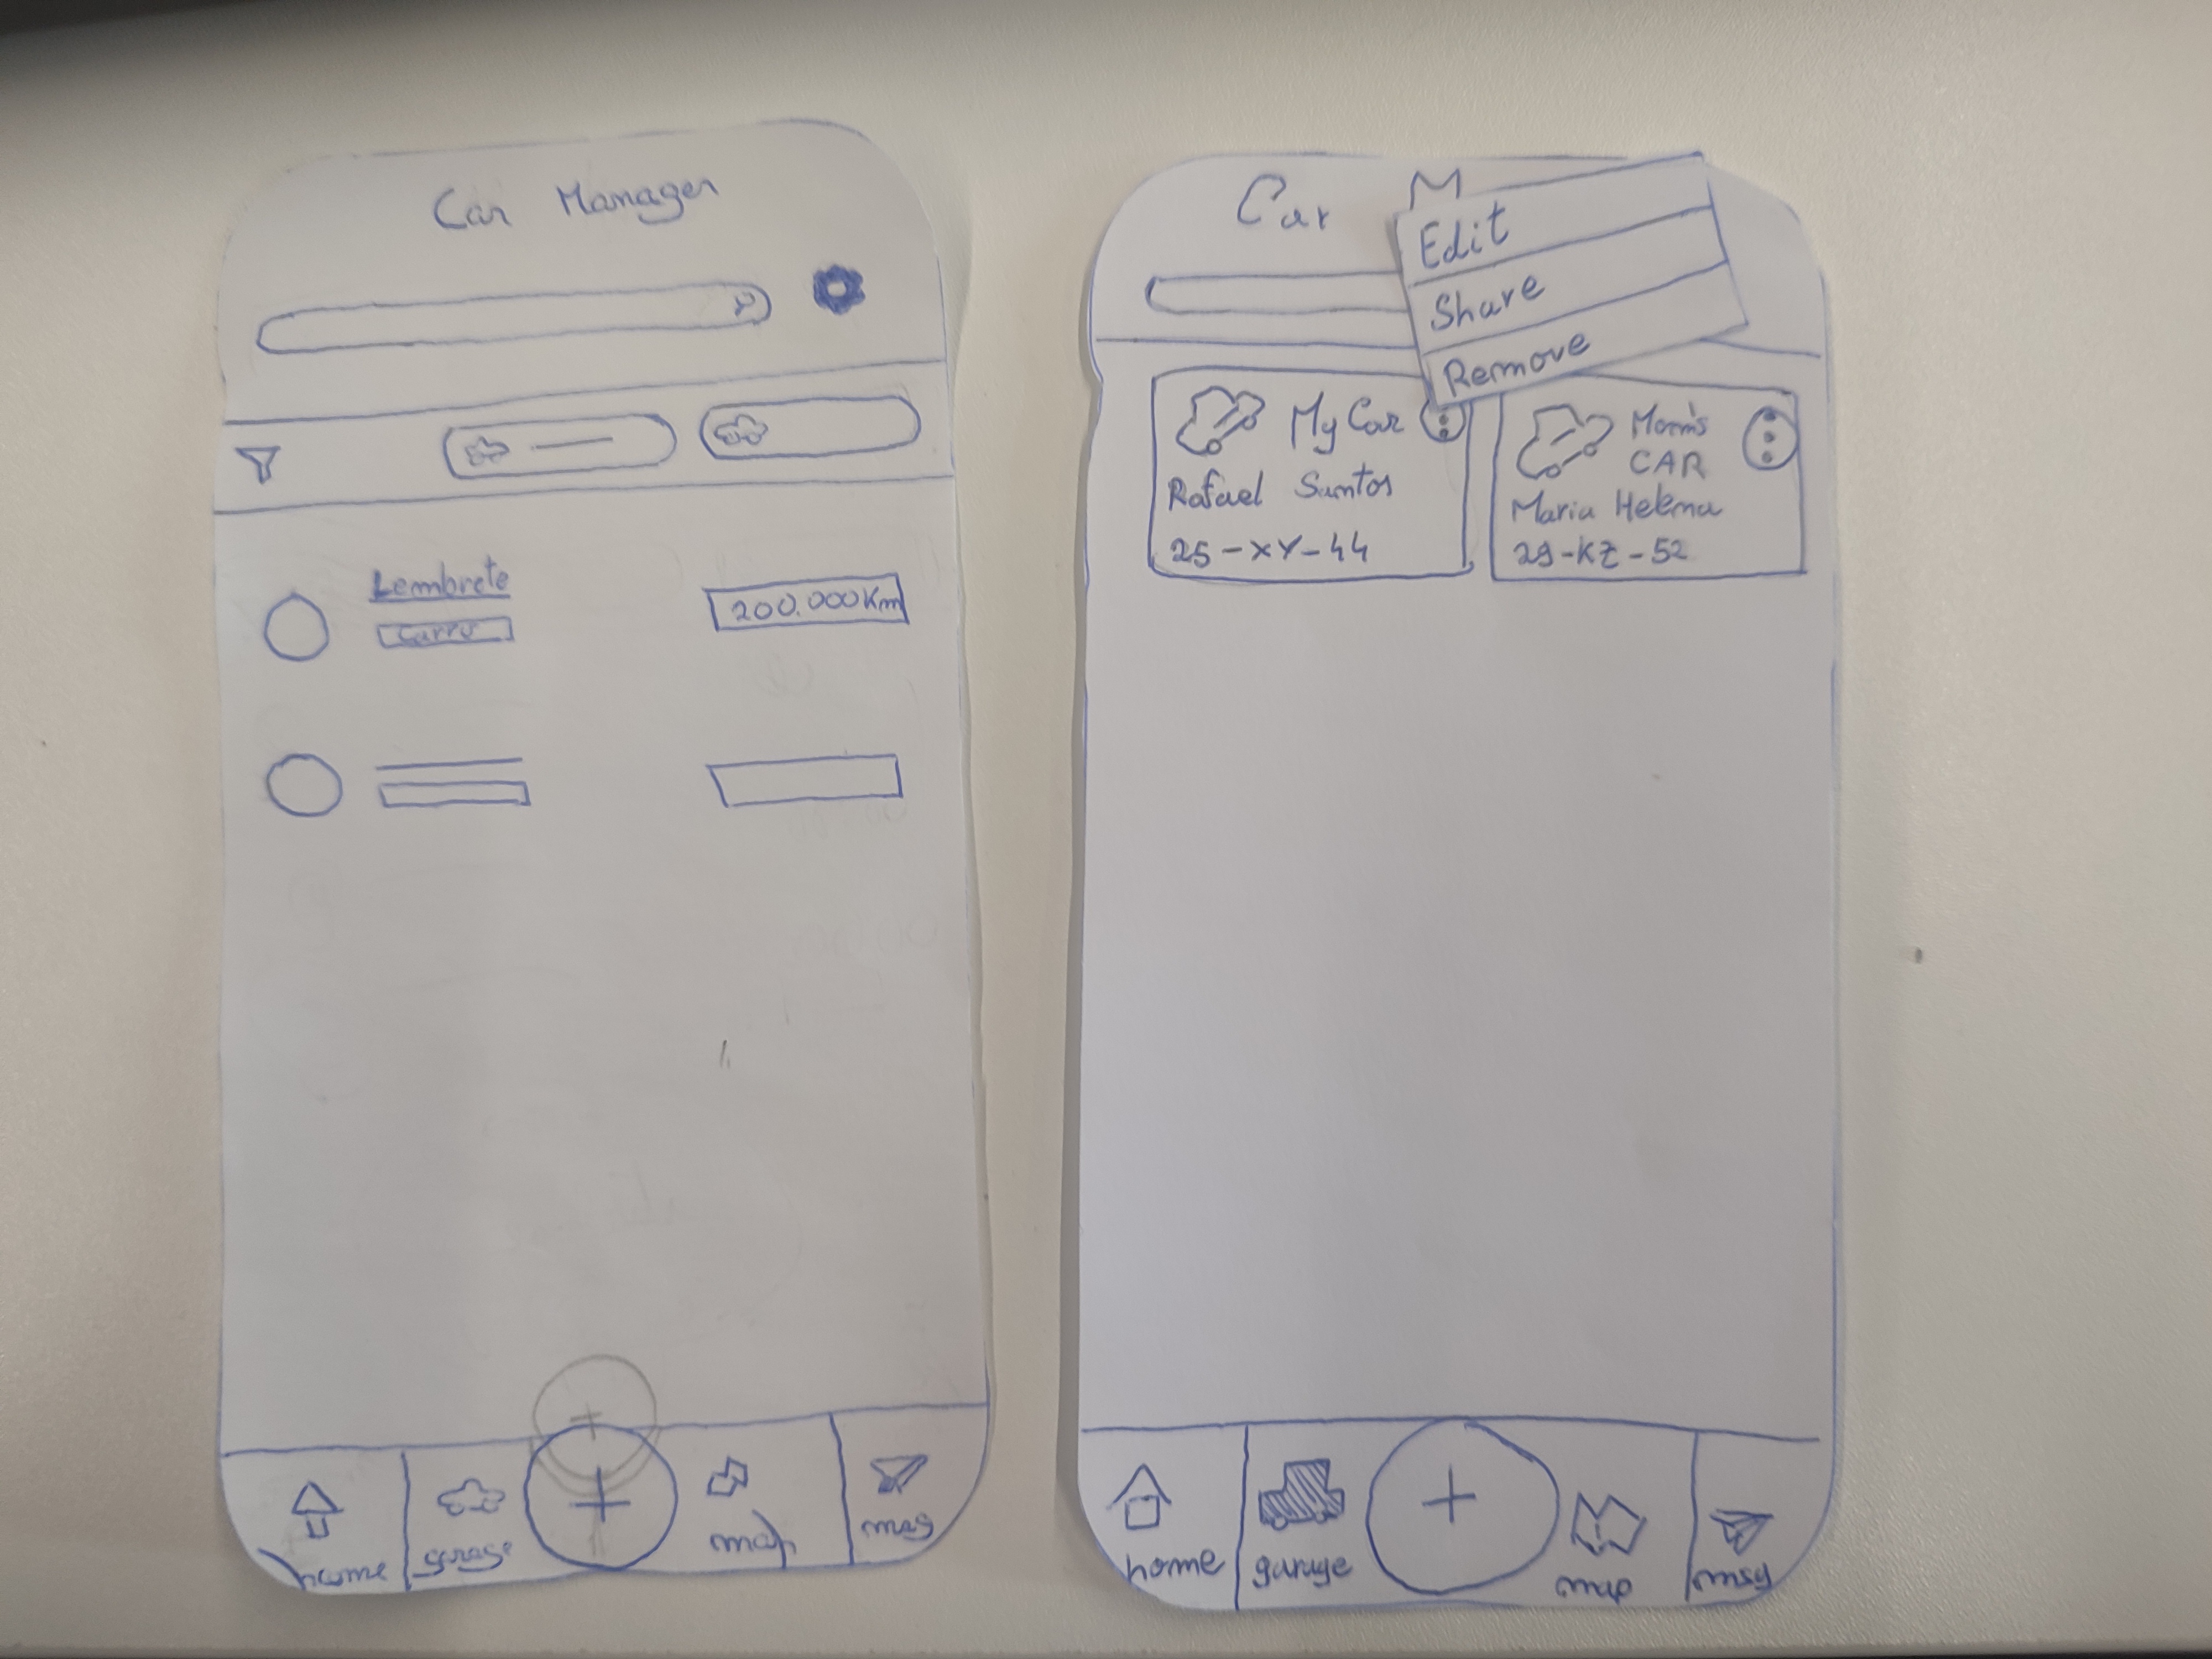 Car Manager
Lembrete
Carro
200.000Km
home
garage
+
map
msg
Car M
Edit
Share
Remove
My Car
Rafael Santos
25-XY-44
Mom's
CAR
Maria Helena
29-KZ-52
home
garage
+
map
msg